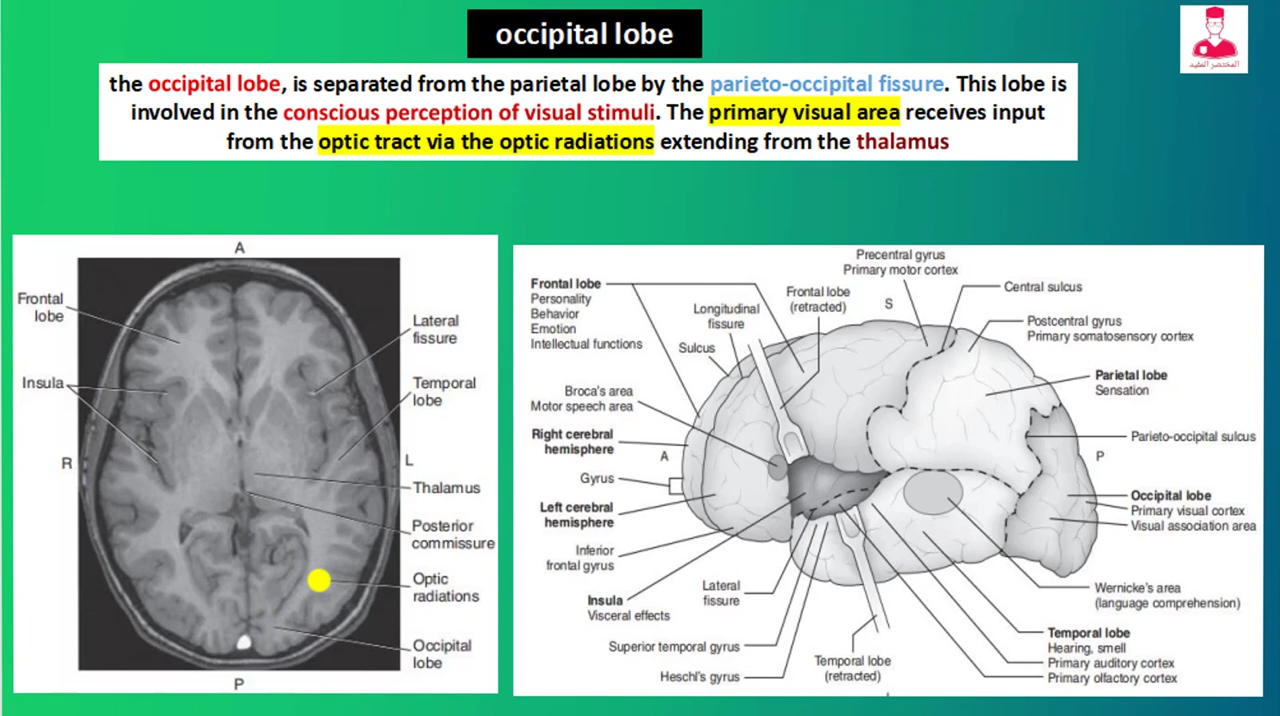 occipital lobe
المختصر المفيد
the occipital lobe, is separated from the parietal lobe by the parieto-occipital fissure. This lobe is
involved in the conscious perception of visual stimuli. The primary visual area receives input
from the optic tract via the optic radiations extending from the thalamus
A
Frontal
lobe
Lateral
fissure
Insula
Temporal
lobe
R
L
Thalamus
Posterior
commissure
Optic
radiations
Occipital
lobe
P
Precentral gyrus
Primary motor cortex
Frontal lobe
Personality
Behavior
Emotion
Intellectual functions
Longitudinal
fissure
Frontal lobe
(retracted)
S
Central sulcus
Sulcus
Postcentral gyrus
Primary somatosensory cortex
Broca's area
Motor speech area
Parietal lobe
Sensation
Right cerebral
hemisphere
A
Parieto-occipital sulcus
P
Gyrus
Left cerebral
hemisphere
Occipital lobe
Primary visual cortex
Visual association area
Inferior
frontal gyrus
Lateral
fissure
Wernicke's area
(language comprehension)
Insula
Visceral effects
Superior temporal gyrus
Temporal lobe
(retracted)
Temporal lobe
Hearing, smell
Primary auditory cortex
Primary olfactory cortex
Heschl's gyrus